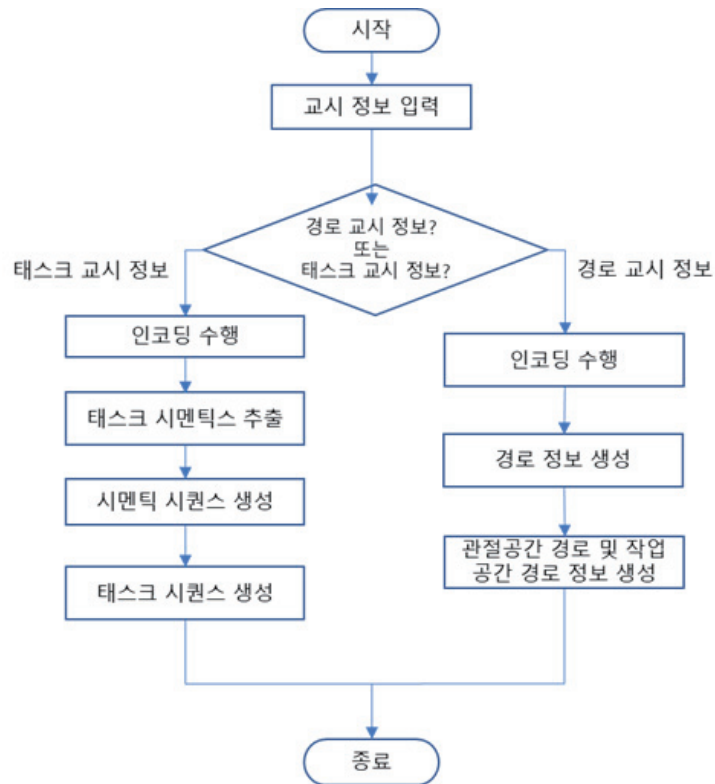 시작
교시 정보 입력
경로 교시 정보?
또는
태스크 교시 정보?
태스크 교시 정보
경로 교시 정보
인코딩 수행
태스크 시멘틱스 추출
시멘틱 시퀀스 생성
태스크 시퀀스 생성
인코딩 수행
경로 정보 생성
관절공간 경로 및 작업
공간 경로 정보 생성
종료